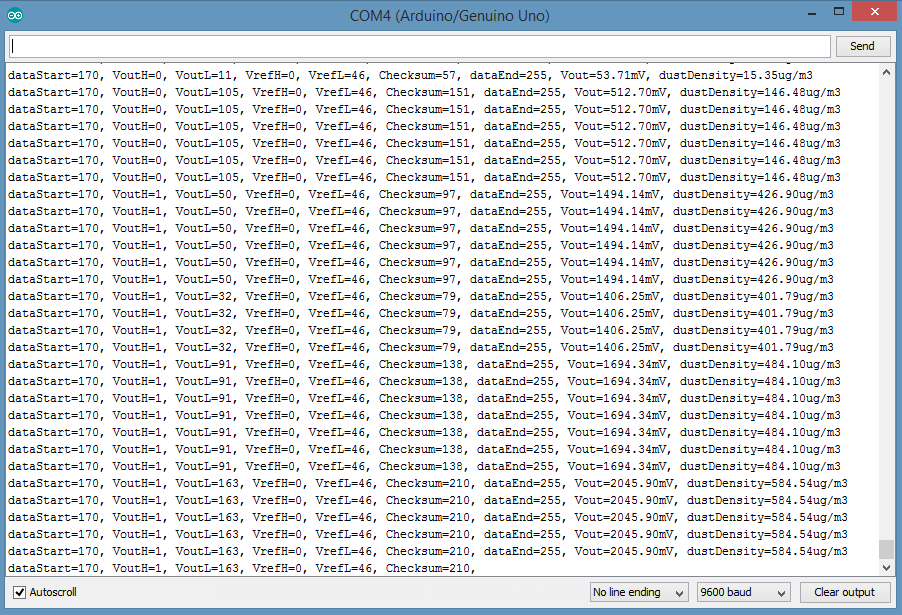 COM4 (Arduino/Genuino Uno)
Send
dataStart=170, VoutH=0, VoutL=11, VrefH=0, VrefL=46, Checksum=57, dataEnd=255, Vout=53.71mV, dustDensity=15.35ug/m3
dataStart=170, VoutH=0, VoutL=105, VrefH=0, VrefL=46, Checksum=151, dataEnd=255, Vout=512.70mV, dustDensity=146.48ug/m3
dataStart=170, VoutH=0, VoutL=105, VrefH=0, VrefL=46, Checksum=151, dataEnd=255, Vout=512.70mV, dustDensity=146.48ug/m3
dataStart=170, VoutH=0, VoutL=105, VrefH=0, VrefL=46, Checksum=151, dataEnd=255, Vout=512.70mV, dustDensity=146.48ug/m3
dataStart=170, VoutH=0, VoutL=105, VrefH=0, VrefL=46, Checksum=151, dataEnd=255, Vout=512.70mV, dustDensity=146.48ug/m3
dataStart=170, VoutH=0, VoutL=105, VrefH=0, VrefL=46, Checksum=151, dataEnd=255, Vout=512.70mV, dustDensity=146.48ug/m3
dataStart=170, VoutH=0, VoutL=105, VrefH=0, VrefL=46, Checksum=151, dataEnd=255, Vout=512.70mV, dustDensity=146.48ug/m3
dataStart=170, VoutH=1, VoutL=50, VrefH=0, VrefL=46, Checksum=97, dataEnd=255, Vout=1494.14mV, dustDensity=426.90ug/m3
dataStart=170, VoutH=1, VoutL=50, VrefH=0, VrefL=46, Checksum=97, dataEnd=255, Vout=1494.14mV, dustDensity=426.90ug/m3
dataStart=170, VoutH=1, VoutL=50, VrefH=0, VrefL=46, Checksum=97, dataEnd=255, Vout=1494.14mV, dustDensity=426.90ug/m3
dataStart=170, VoutH=1, VoutL=50, VrefH=0, VrefL=46, Checksum=97, dataEnd=255, Vout=1494.14mV, dustDensity=426.90ug/m3
dataStart=170, VoutH=1, VoutL=50, VrefH=0, VrefL=46, Checksum=97, dataEnd=255, Vout=1494.14mV, dustDensity=426.90ug/m3
dataStart=170, VoutH=1, VoutL=50, VrefH=0, VrefL=46, Checksum=97, dataEnd=255, Vout=1494.14mV, dustDensity=426.90ug/m3
dataStart=170, VoutH=1, VoutL=32, VrefH=0, VrefL=46, Checksum=79, dataEnd=255, Vout=1406.25mV, dustDensity=401.79ug/m3
dataStart=170, VoutH=1, VoutL=32, VrefH=0, VrefL=46, Checksum=79, dataEnd=255, Vout=1406.25mV, dustDensity=401.79ug/m3
dataStart=170, VoutH=1, VoutL=32, VrefH=0, VrefL=46, Checksum=79, dataEnd=255, Vout=1406.25mV, dustDensity=401.79ug/m3
dataStart=170, VoutH=1, VoutL=32, VrefH=0, VrefL=46, Checksum=79, dataEnd=255, Vout=1406.25mV, dustDensity=401.79ug/m3
dataStart=170, VoutH=1, VoutL=91, VrefH=0, VrefL=46, Checksum=138, dataEnd=255, Vout=1694.34mV, dustDensity=484.10ug/m3
dataStart=170, VoutH=1, VoutL=91, VrefH=0, VrefL=46, Checksum=138, dataEnd=255, Vout=1694.34mV, dustDensity=484.10ug/m3
dataStart=170, VoutH=1, VoutL=91, VrefH=0, VrefL=46, Checksum=138, dataEnd=255, Vout=1694.34mV, dustDensity=484.10ug/m3
dataStart=170, VoutH=1, VoutL=91, VrefH=0, VrefL=46, Checksum=138, dataEnd=255, Vout=1694.34mV, dustDensity=484.10ug/m3
dataStart=170, VoutH=1, VoutL=91, VrefH=0, VrefL=46, Checksum=138, dataEnd=255, Vout=1694.34mV, dustDensity=484.10ug/m3
dataStart=170, VoutH=1, VoutL=91, VrefH=0, VrefL=46, Checksum=138, dataEnd=255, Vout=1694.34mV, dustDensity=484.10ug/m3
dataStart=170, VoutH=1, VoutL=91, VrefH=0, VrefL=46, Checksum=138, dataEnd=255, Vout=1694.34mV, dustDensity=484.10ug/m3
dataStart=170, VoutH=1, VoutL=163, VrefH=0, VrefL=46, Checksum=210, dataEnd=255, Vout=2045.90mV, dustDensity=584.54ug/m3
dataStart=170, VoutH=1, VoutL=163, VrefH=0, VrefL=46, Checksum=210, dataEnd=255, Vout=2045.90mV, dustDensity=584.54ug/m3
dataStart=170, VoutH=1, VoutL=163, VrefH=0, VrefL=46, Checksum=210, dataEnd=255, Vout=2045.90mV, dustDensity=584.54ug/m3
dataStart=170, VoutH=1, VoutL=163, VrefH=0, VrefL=46, Checksum=210, dataEnd=255, Vout=2045.90mV, dustDensity=584.54ug/m3
dataStart=170, VoutH=1, VoutL=163, VrefH=0, VrefL=46, Checksum=210, dataEnd=255, Vout=2045.90mV, dustDensity=584.54ug/m3
dataStart=170, VoutH=1, VoutL=163, VrefH=0, VrefL=46, Checksum=210,
Autoscroll
No line ending
9600 baud
Clear output